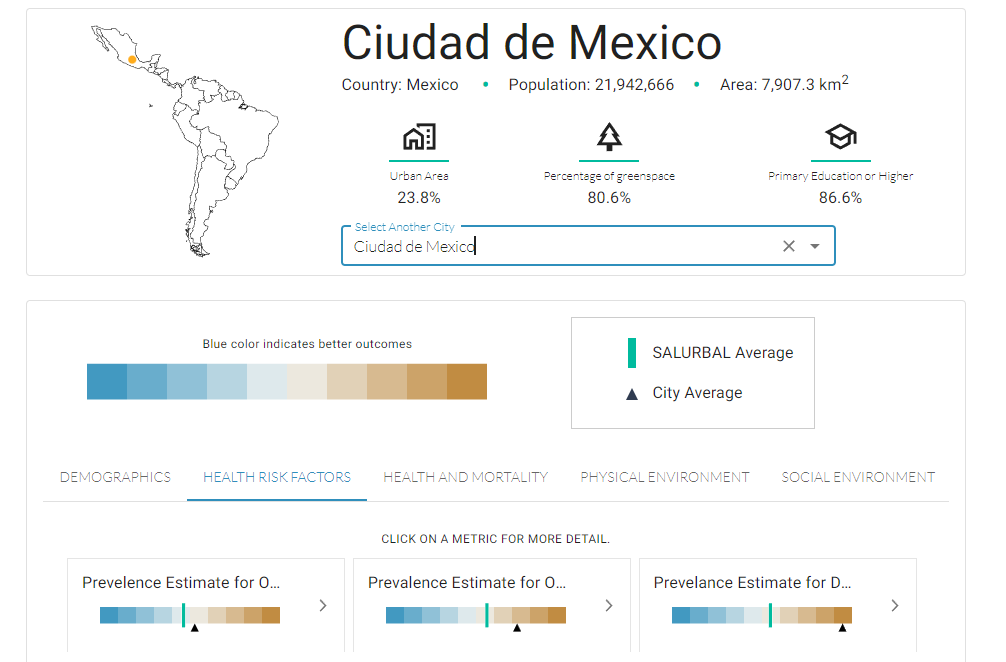 Ciudad de Mexico
Country: Mexico • Population: 21,942,666 • Area: 7,907.3 km²
Urban Area
23.8%
Percentage of greenspace
80.6%
Primary Education or Higher
86.6%
Select Another City
Ciudad de Mexico
Blue color indicates better outcomes
SALURBAL Average
City Average
DEMOGRAPHICS HEALTH RISK FACTORS HEALTH AND MORTALITY PHYSICAL ENVIRONMENT SOCIAL ENVIRONMENT
CLICK ON A METRIC FOR MORE DETAIL.
Prevelence Estimate for O...
Prevalence Estimate for O...
Prevelance Estimate for D...